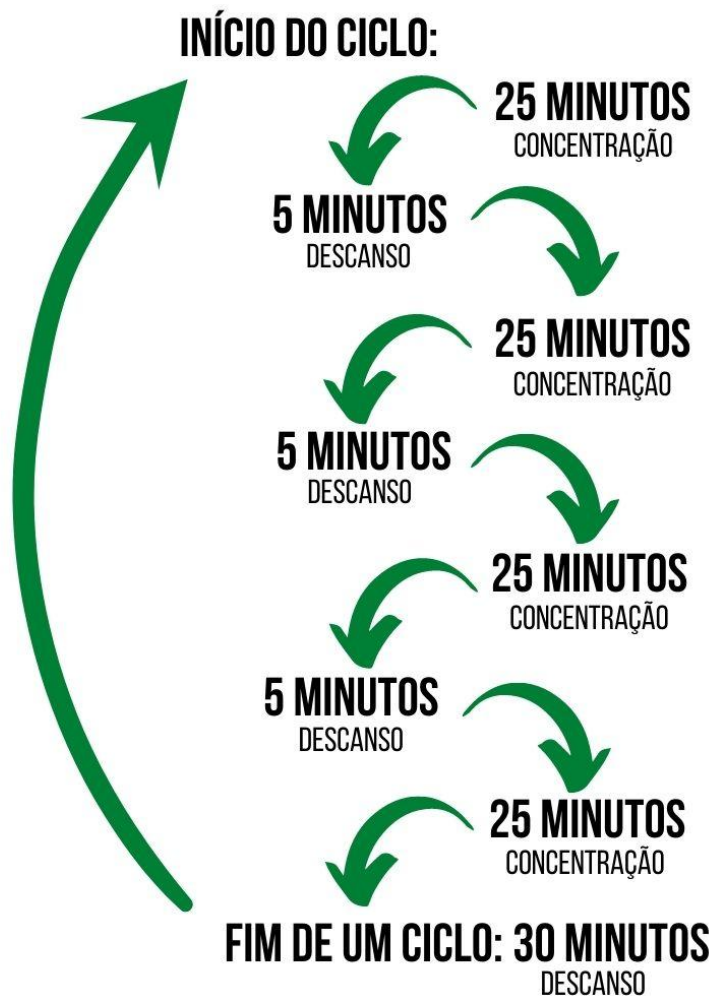 INÍCIO DO CICLO:
25 MINUTOS
CONCENTRAÇÃO
5 MINUTOS
DESCANSO
25 MINUTOS
CONCENTRAÇÃO
5 MINUTOS
DESCANSO
25 MINUTOS
CONCENTRAÇÃO
5 MINUTOS
DESCANSO
25 MINUTOS
CONCENTRAÇÃO
FIM DE UM CICLO: 30 MINUTOS
DESCANSO